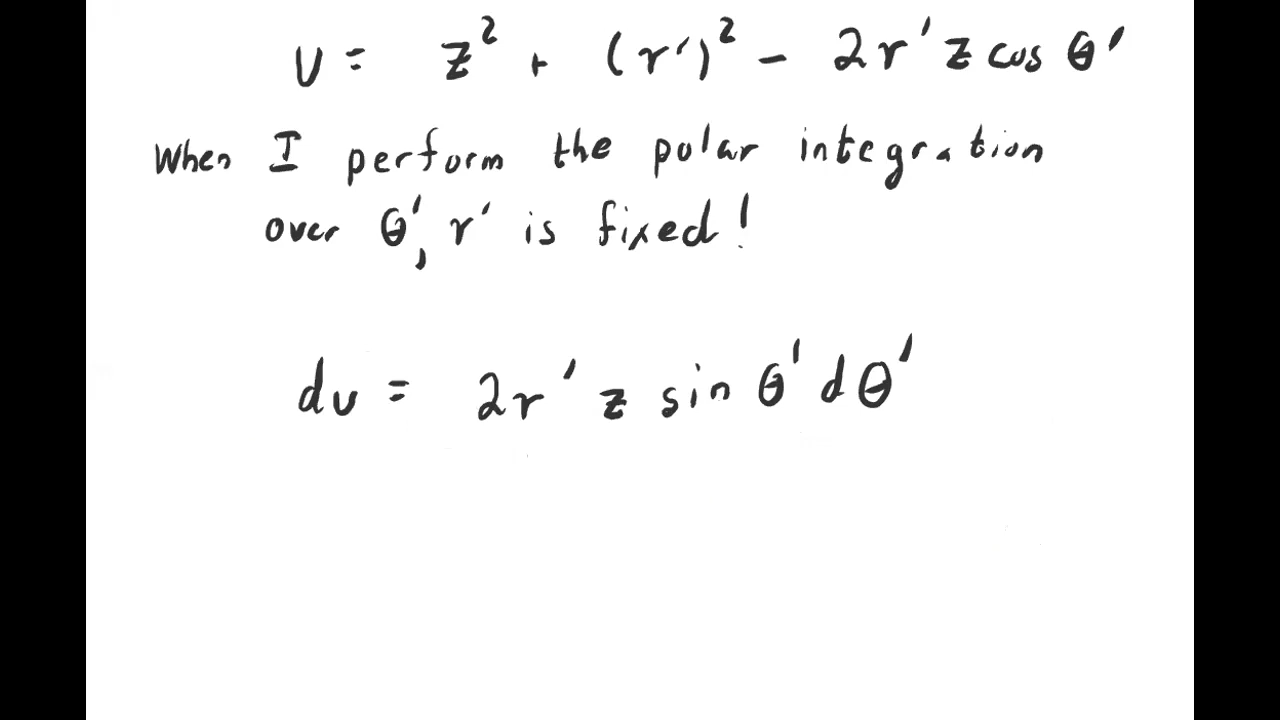 U = z² + (r')² - 2r'z cos θ'
When I perform the polar integration
over θ', r' is fixed!
du = 2r' z sin θ' dθ'